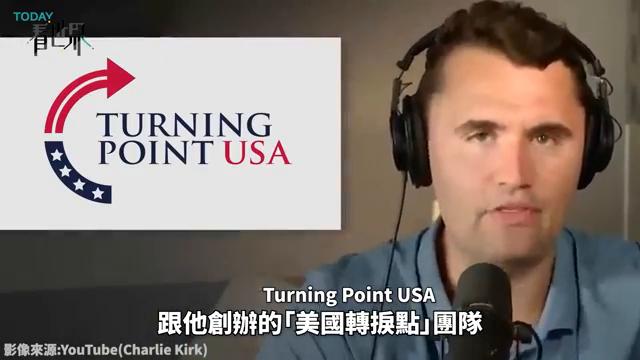 TODAY
看世界
TURNING
POINT USA
Turning Point USA
跟他創辦的「美國轉捩點」團隊
影像來源:YouTube(Charlie Kirk)